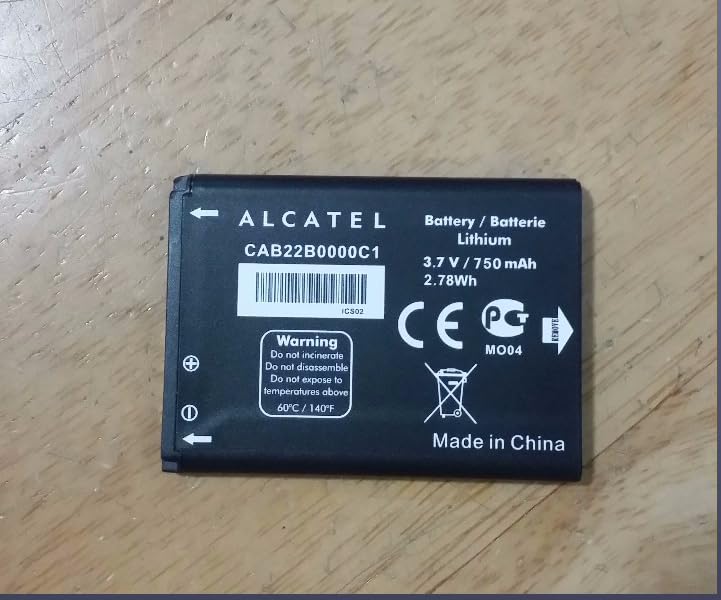 ALCATEL
CAB22B0000C1
iCS02
Warning
Do not incinerate
Do not disassemble
Do not expose to
temperatures above
60°C / 140°F
Battery / Batterie
Lithium
3.7 V / 750 mAh
2.78Wh
CE
PCT
MO04
REMOVE
Made in China